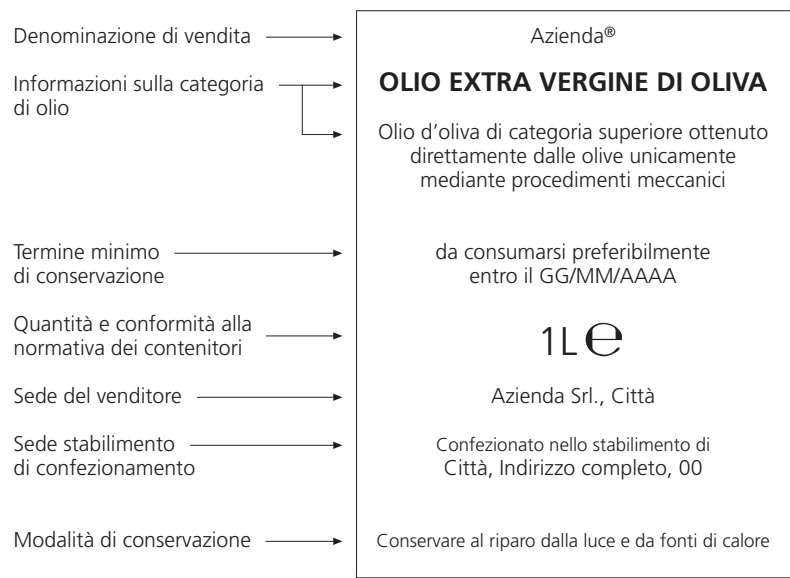 Denominazione di vendita
Azienda®
Informazioni sulla categoria
di olio
OLIO EXTRA VERGINE DI OLIVA
Olio d’oliva di categoria superiore ottenuto
direttamente dalle olive unicamente
mediante procedimenti meccanici
Termine minimo
di conservazione
da consumarsi preferibilmente
entro il GG/MM/AAAA
Quantità e conformità alla
normativa dei contenitori
1L ℮
Sede del venditore
Azienda Srl., Città
Sede stabilimento
di confezionamento
Confezionato nello stabilimento di
Città, Indirizzo completo, 00
Modalità di conservazione
Conservare al riparo dalla luce e da fonti di calore